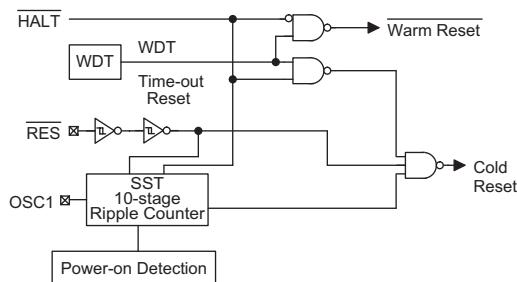 HALT
Warm Reset
WDT
WDT
Time-out
Reset
RES
Cold
Reset
SST
10-stage
Ripple Counter
OSC1
Power-on Detection